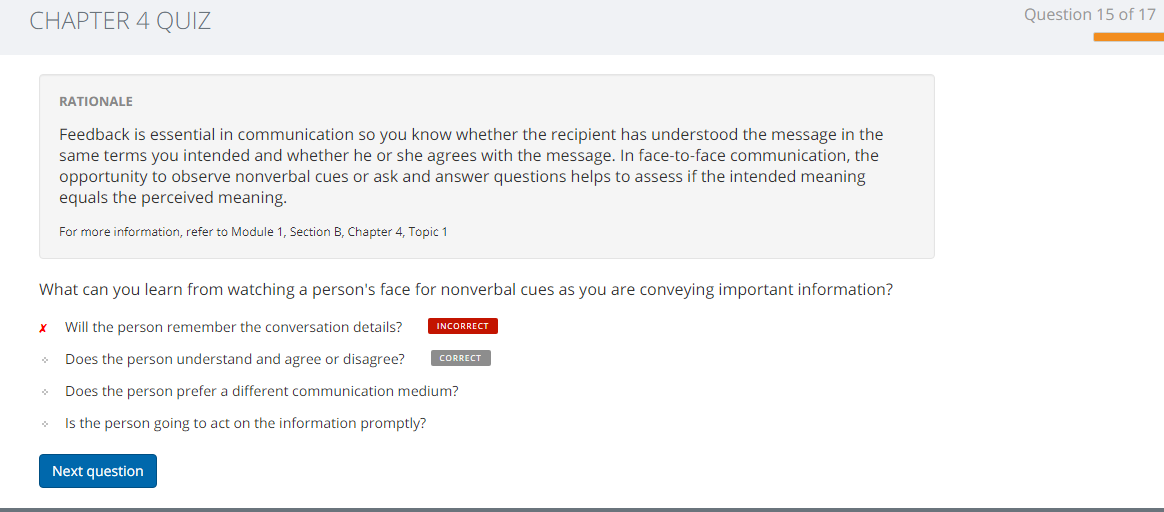 CHAPTER 4 QUIZ
Question 15 of 17
RATIONALE
Feedback is essential in communication so you know whether the recipient has understood the message in the
same terms you intended and whether he or she agrees with the message. In face-to-face communication, the
opportunity to observe nonverbal cues or ask and answer questions helps to assess if the intended meaning
equals the perceived meaning.
For more information, refer to Module 1, Section B, Chapter 4, Topic 1
What can you learn from watching a person's face for nonverbal cues as you are conveying important information?
✗ Will the person remember the conversation details? INCORRECT
Does the person understand and agree or disagree? CORRECT
Does the person prefer a different communication medium?
Is the person going to act on the information promptly?
Next question